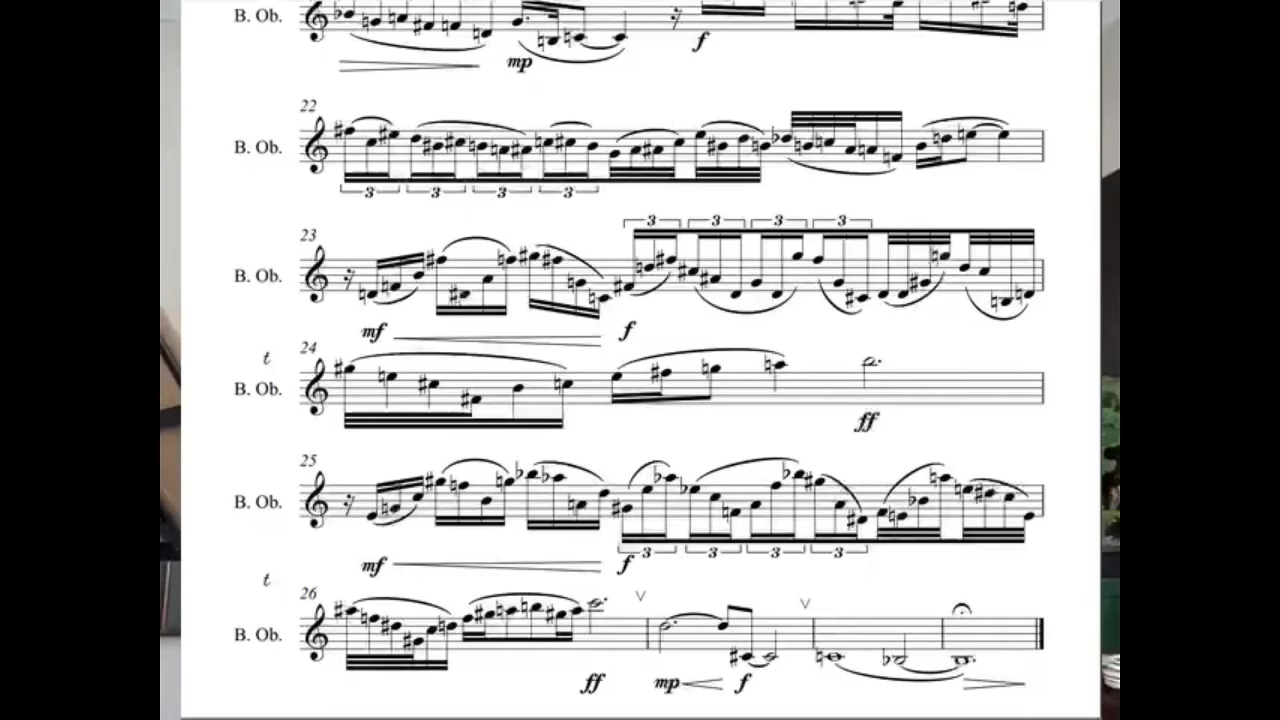 B. Ob.
mp
f
22
B. Ob.
3 3 3 3
3 3 3 3
23
B. Ob.
mf
f
t
24
B. Ob.
ff
25
B. Ob.
3 3 3 3
mf
f
t
26
B. Ob.
ff
mp
f